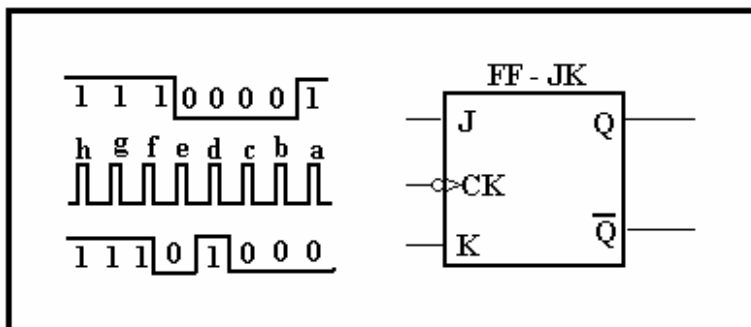 FF - JK
1 1 1 0 0 0 0 1
h g f e d c b a
1 1 1 0 1 0 0 0
J Q
CK
K Q̅